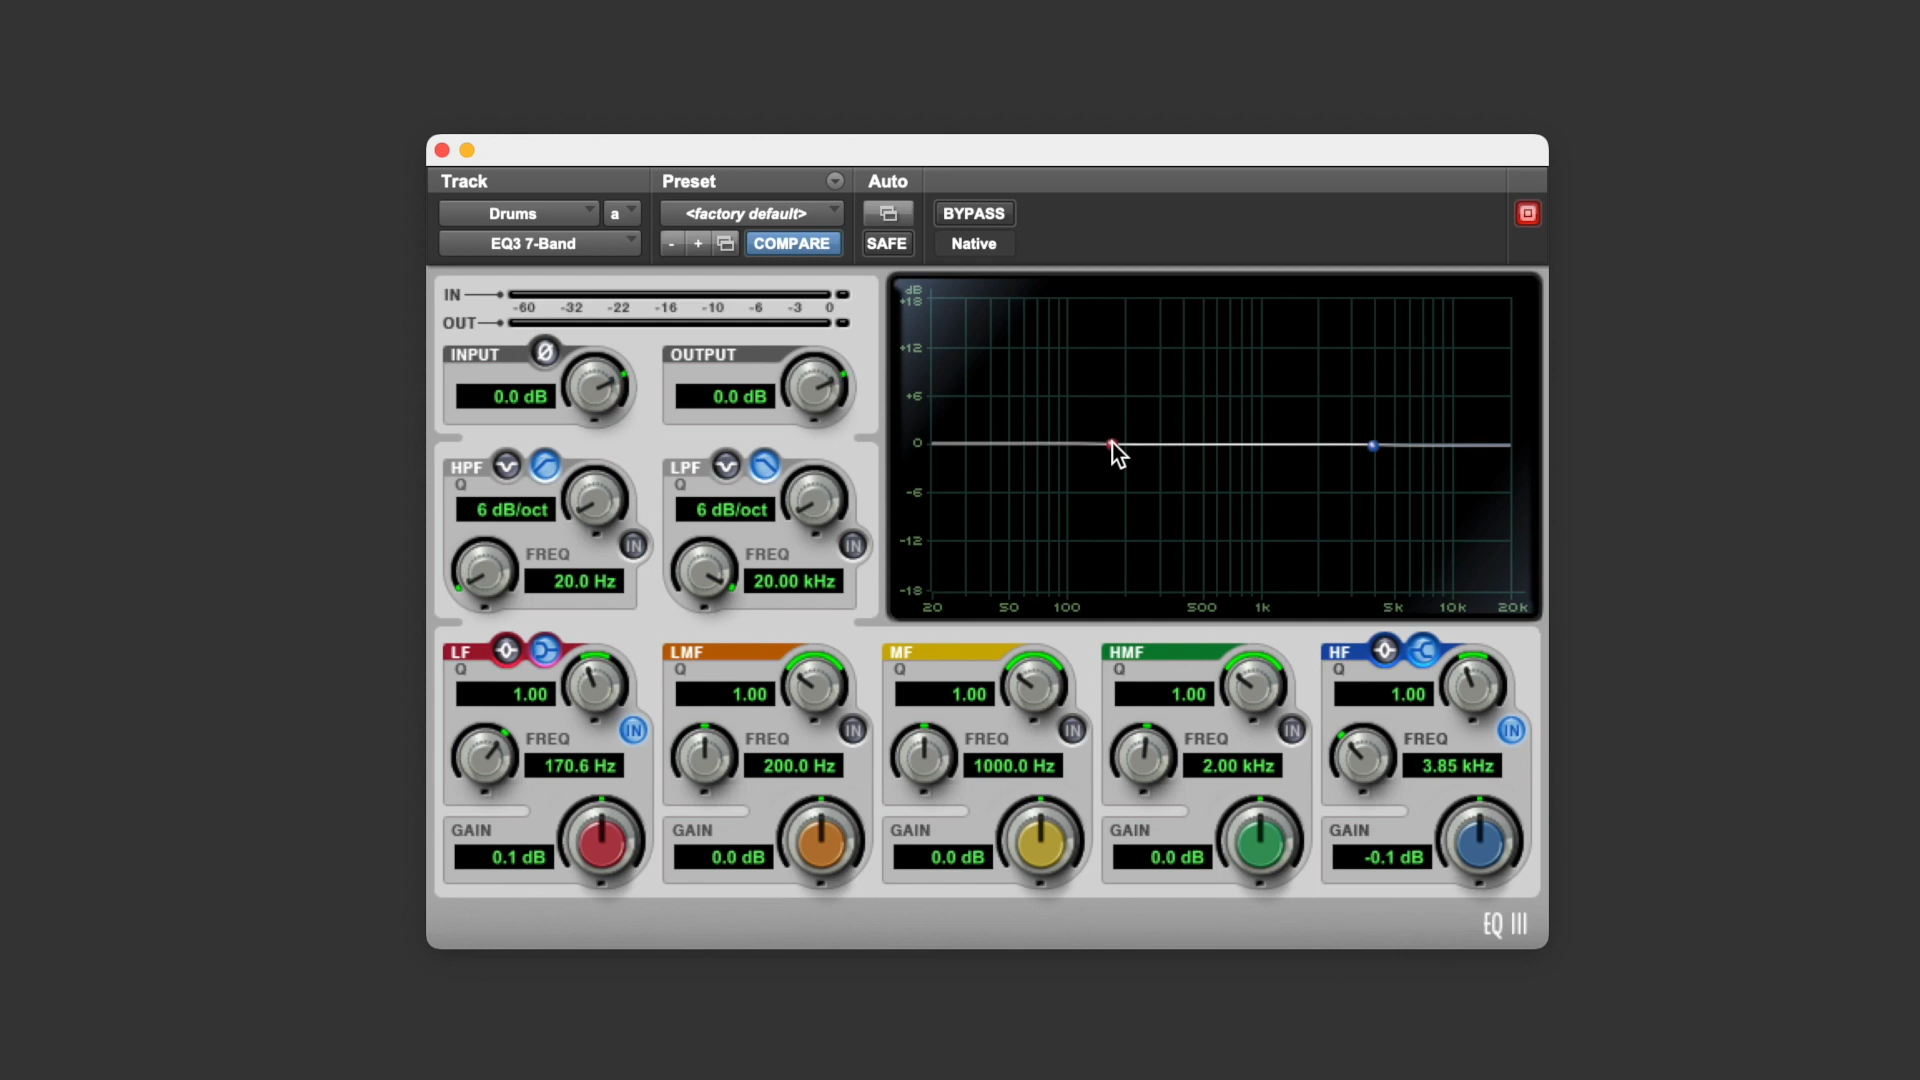 Track Preset Auto
Drums a <factory default> BYPASS
EQ3 7-Band - + COMPARE SAFE Native
IN
-60 -32 -22 -16 -10 -6 -3 0
OUT
INPUT OUTPUT
0.0 dB 0.0 dB
HPF LPF
Q Q
6 dB/oct 6 dB/oct
IN IN
FREQ FREQ
20.0 Hz 20.00 kHz
dB
+18
+12
+6
0
-6
-12
-18
20 50 100 500 1k 5k 10k 20k
LF LMF MF HMF HF
Q Q Q Q Q
1.00 1.00 1.00 1.00 1.00
IN IN IN IN IN
FREQ FREQ FREQ FREQ FREQ
170.6 Hz 200.0 Hz 1000.0 Hz 2.00 kHz 3.85 kHz
GAIN GAIN GAIN GAIN GAIN
0.1 dB 0.0 dB 0.0 dB 0.0 dB -0.1 dB
EQ III